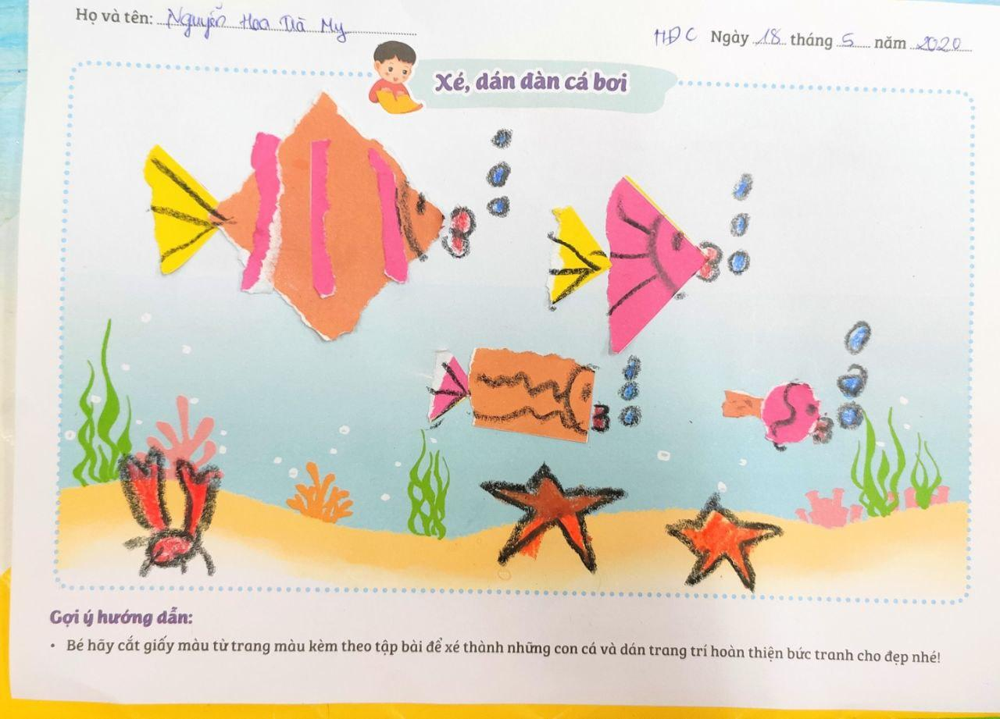 Họ và tên: Nguyễn Hoa Trà My
HĐC Ngày 18 tháng 5 năm 2020
Xé, dán đàn cá bơi
Gợi ý hướng dẫn:
• Bé hãy cắt giấy màu từ trang màu kèm theo tập bài để xé thành những con cá và dán trang trí hoàn thiện bức tranh cho đẹp nhé!